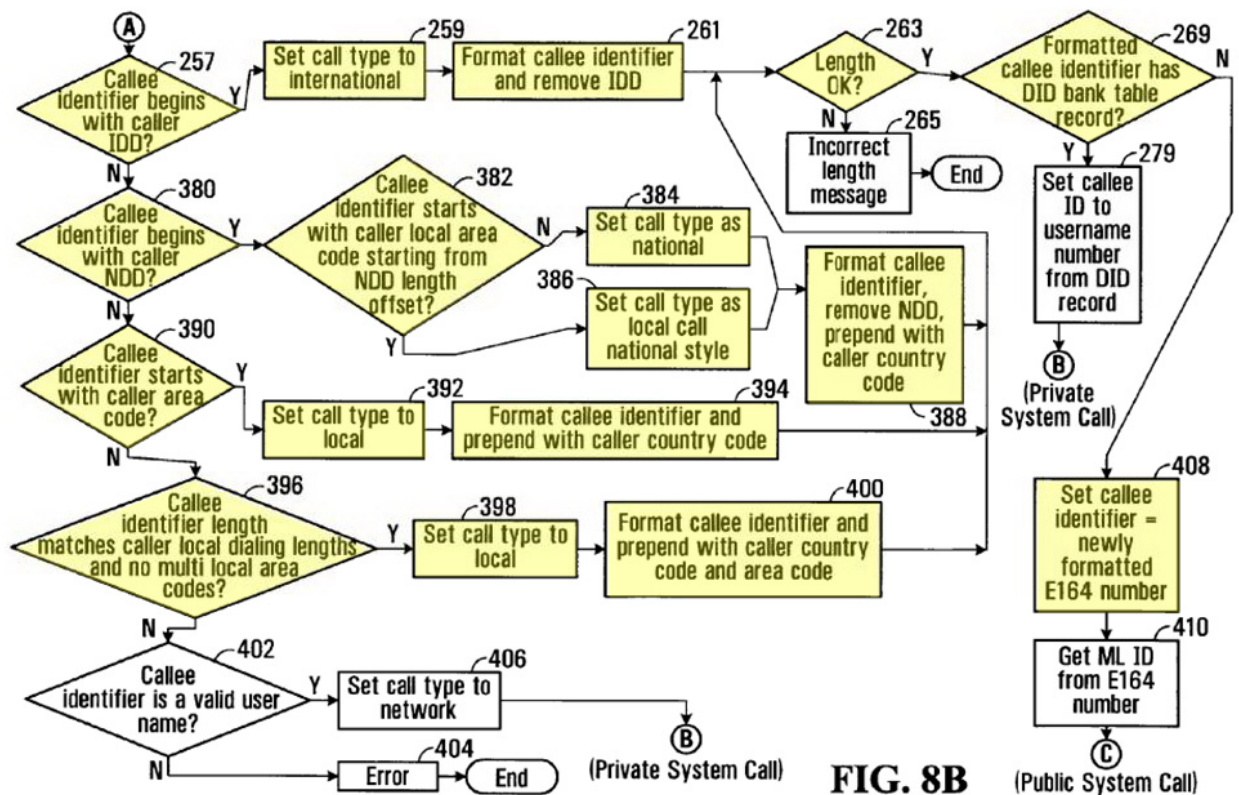 A
257
Callee
identifier begins
with caller
IDD?
Y
N
259
Set call type to
international
261
Format callee identifier
and remove IDD
263
Length
OK?
Y
N
265
Incorrect
length
message
End
269
Formatted
callee identifier has
DID bank table
record?
N
Y
279
Set callee
ID to
username
number
from DID
record
B
(Private
System Call)
380
Callee
identifier begins
with caller
NDD?
Y
N
382
Callee
identifier starts
with caller local area
code starting from
NDD length
offset?
N
Y
384
Set call type as
national
386
Set call type as
local call
national style
Format callee
identifier,
remove NDD,
prepend with
caller country
code
388
390
Callee
identifier starts
with caller area
code?
Y
N
392
Set call type to
local
394
Format callee identifier and
prepend with caller country code
396
Callee
identifier length
matches caller local dialing lengths
and no multi local area
codes?
Y
N
398
Set call type to
local
400
Format callee identifier and
prepend with caller country
code and area code
408
Set callee
identifier =
newly
formatted
E164 number
410
Get ML ID
from E164
number
C
(Public System Call)
402
Callee
identifier is a valid user
name?
Y
N
406
Set call type to
network
B
(Private System Call)
404
Error
End
FIG. 8B